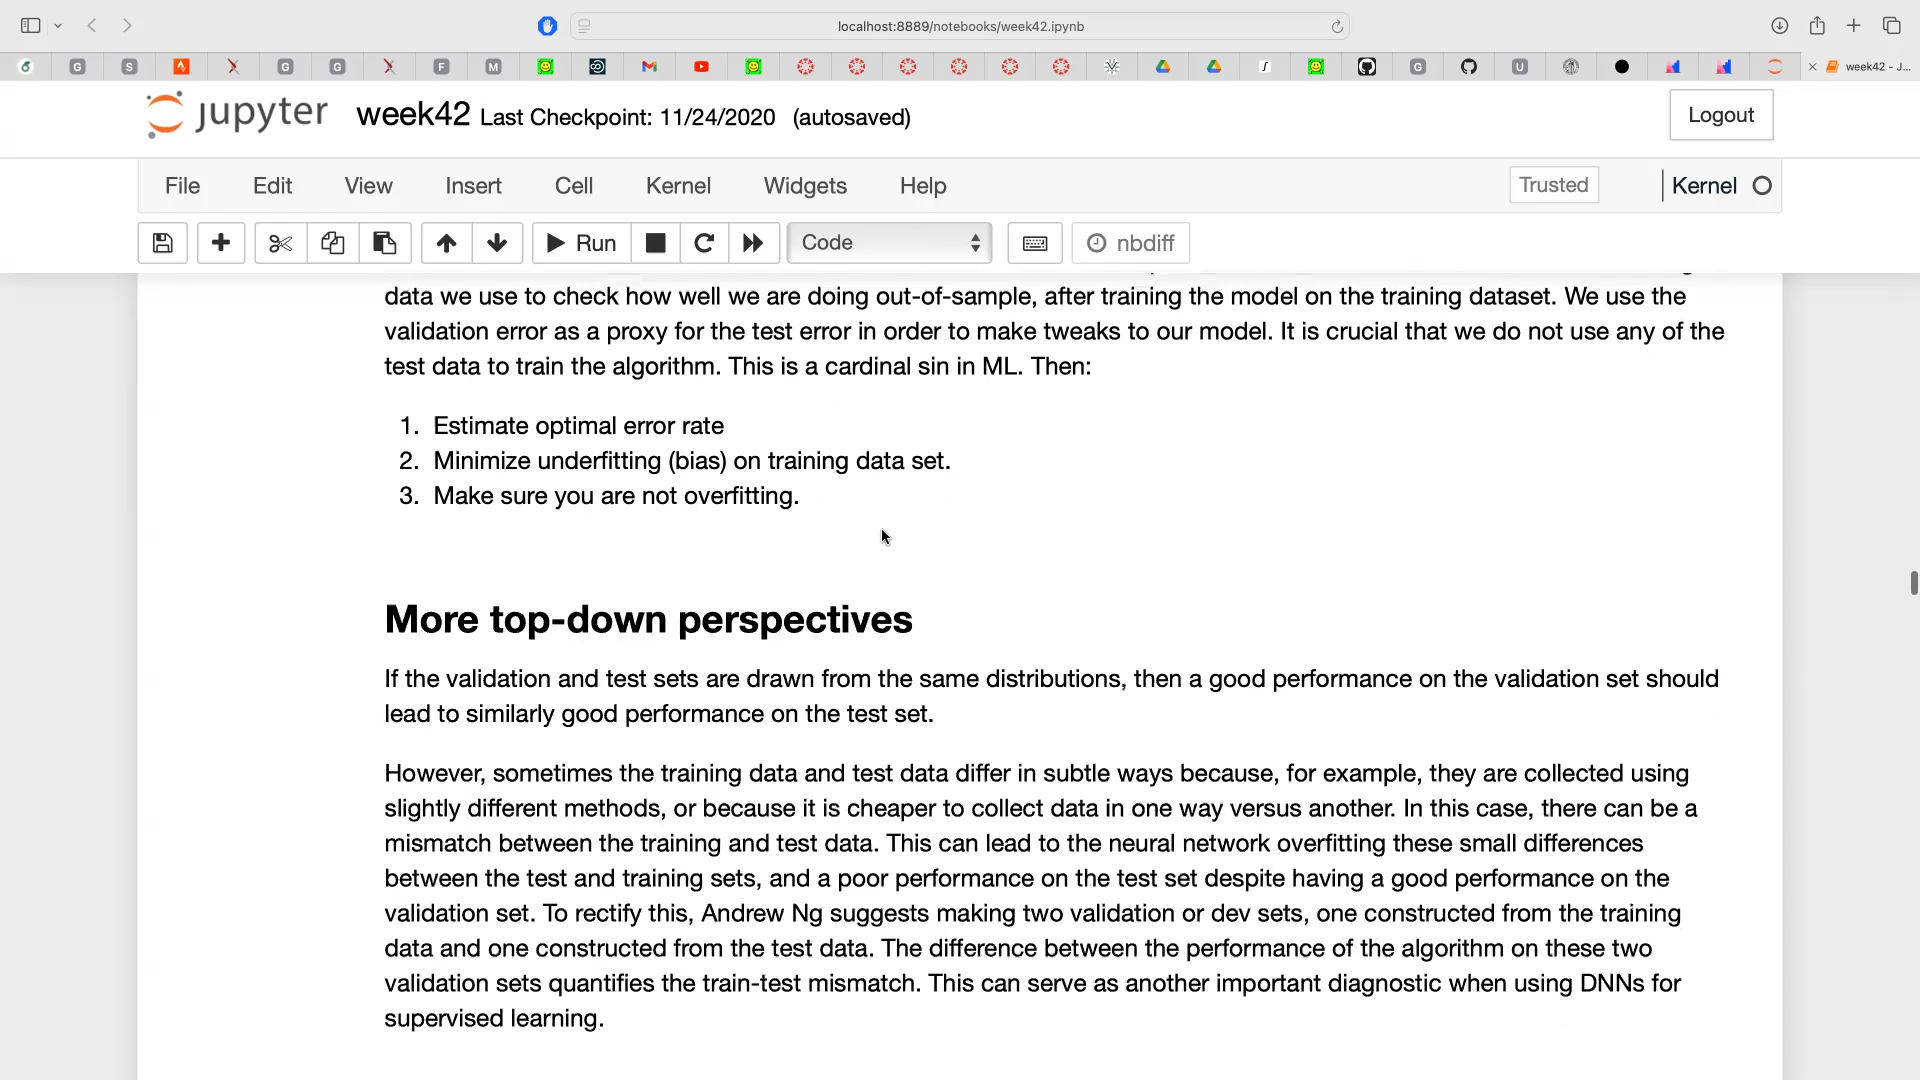 localhost:8889/notebooks/week42.ipynb
week42 - J...
jupyter week42 Last Checkpoint: 11/24/2020 (autosaved)
Logout
File Edit View Insert Cell Kernel Widgets Help Trusted Kernel
Run Code nbdiff
data we use to check how well we are doing out-of-sample, after training the model on the training dataset. We use the
validation error as a proxy for the test error in order to make tweaks to our model. It is crucial that we do not use any of the
test data to train the algorithm. This is a cardinal sin in ML. Then:
1. Estimate optimal error rate
2. Minimize underfitting (bias) on training data set.
3. Make sure you are not overfitting.
More top-down perspectives
If the validation and test sets are drawn from the same distributions, then a good performance on the validation set should
lead to similarly good performance on the test set.
However, sometimes the training data and test data differ in subtle ways because, for example, they are collected using
slightly different methods, or because it is cheaper to collect data in one way versus another. In this case, there can be a
mismatch between the training and test data. This can lead to the neural network overfitting these small differences
between the test and training sets, and a poor performance on the test set despite having a good performance on the
validation set. To rectify this, Andrew Ng suggests making two validation or dev sets, one constructed from the training
data and one constructed from the test data. The difference between the performance of the algorithm on these two
validation sets quantifies the train-test mismatch. This can serve as another important diagnostic when using DNNs for
supervised learning.